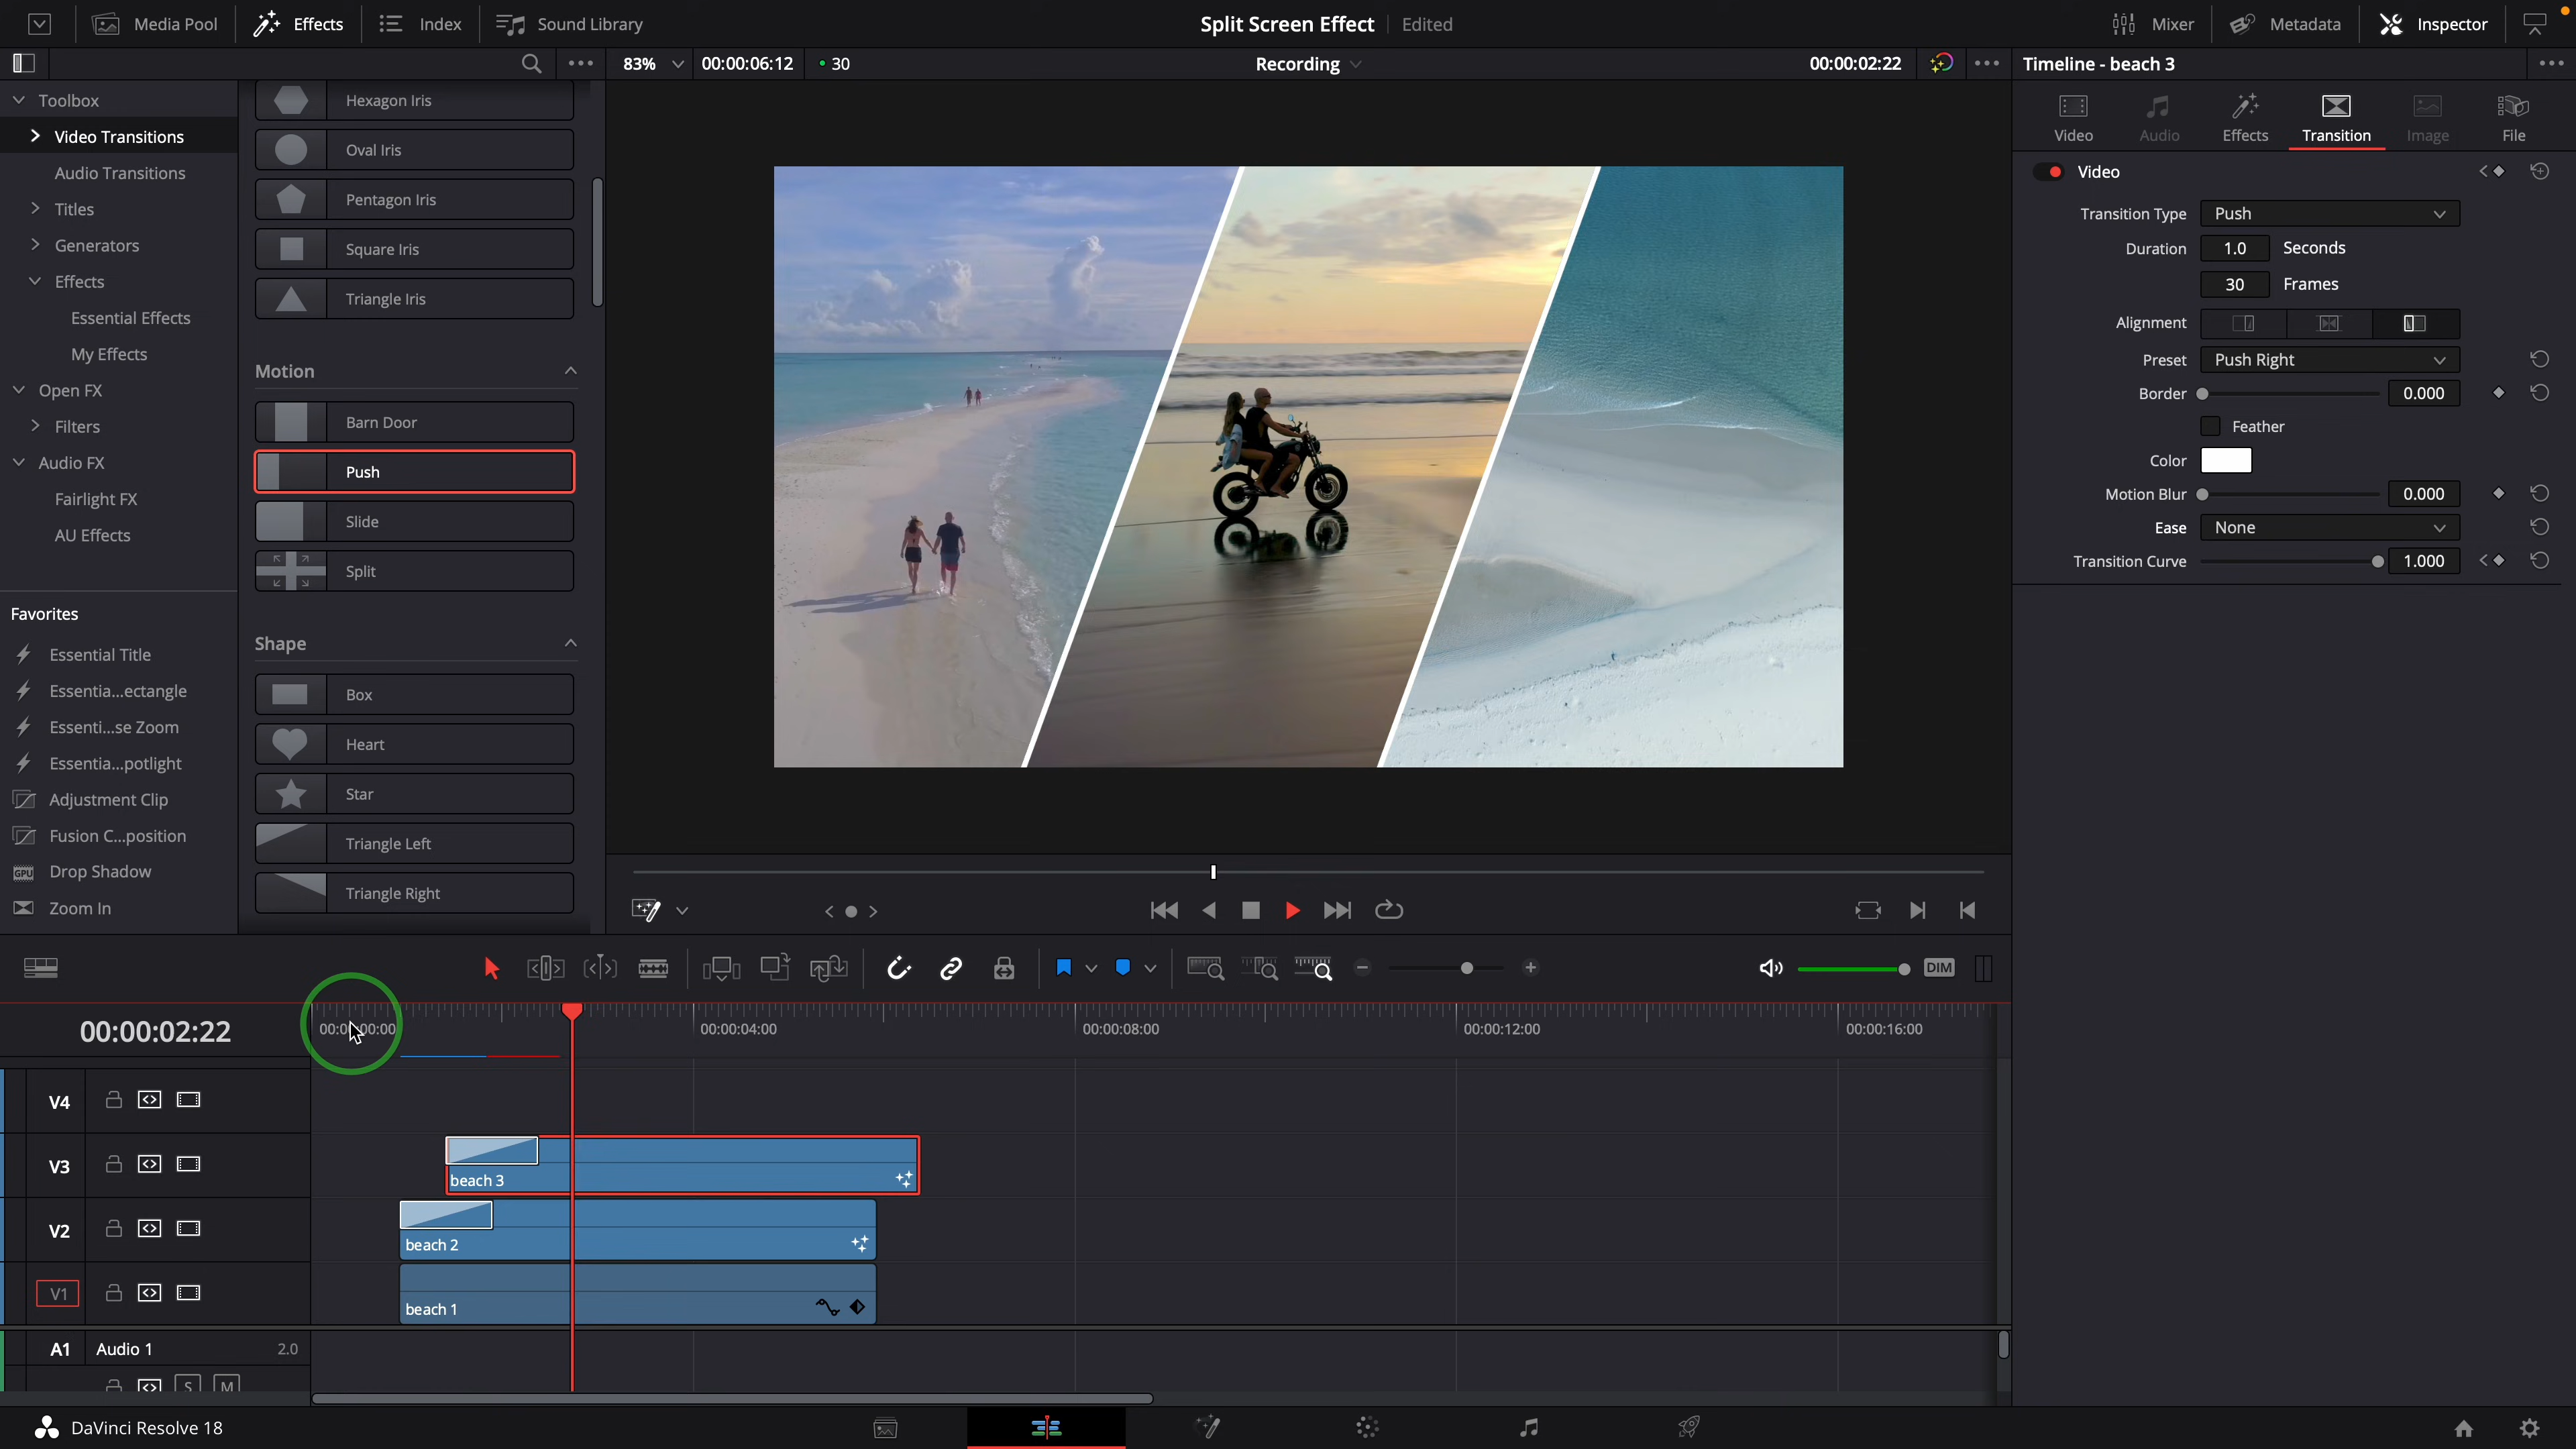 Media Pool
Effects
Index
Sound Library
Split Screen Effect
Edited
Mixer
Metadata
Inspector
83%
00:00:06:12
30
Recording
00:00:02:22
Timeline - beach 3
Toolbox
Video Transitions
Audio Transitions
Titles
Generators
Effects
Essential Effects
My Effects
Open FX
Filters
Audio FX
Fairlight FX
AU Effects
Favorites
Essential Title
Essentia...ectangle
Essenti...se Zoom
Essentia...potlight
Adjustment Clip
Fusion C...position
GPU Drop Shadow
Zoom In
Hexagon Iris
Oval Iris
Pentagon Iris
Square Iris
Triangle Iris
Motion
Barn Door
Push
Slide
Split
Shape
Box
Heart
Star
Triangle Left
Triangle Right
Video
Audio
Effects
Transition
Image
File
Video
Transition Type Push
Duration 1.0 Seconds
30 Frames
Alignment
Preset Push Right
Border 0.000
Feather
Color
Motion Blur 0.000
Ease None
Transition Curve 1.000
DIM
00:00:02:22
00:00:00:00
00:00:04:00
00:00:08:00
00:00:12:00
00:00:16:00
V4
V3
beach 3
V2
beach 2
V1
beach 1
A1 Audio 1 2.0
S M
DaVinci Resolve 18